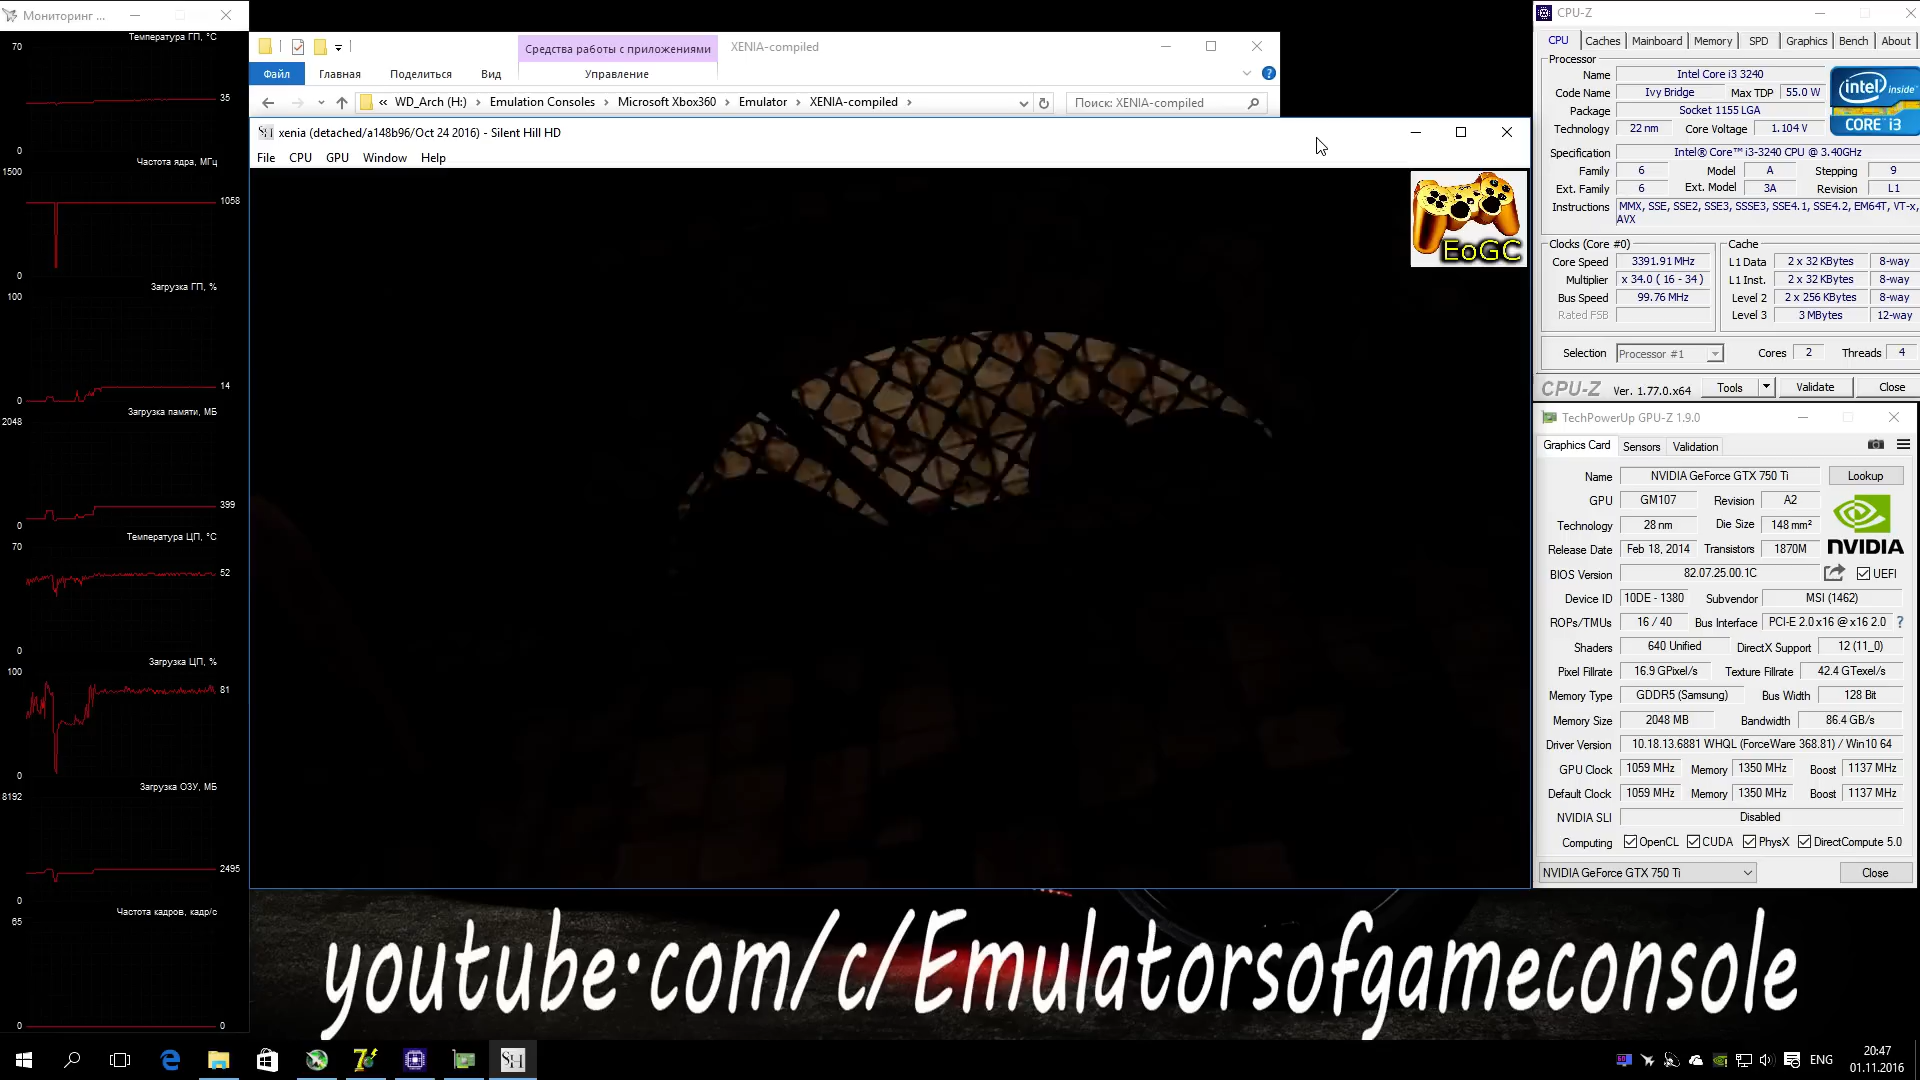 Мониторинг ...
Температура ГП, °C
70
35
0
Частота ядра, МГц
1500
1058
0
Загрузка ГП, %
100
14
0
Загрузка памяти, МБ
2048
399
0
Температура ЦП, °C
70
52
0
Загрузка ЦП, %
100
81
0
Загрузка ОЗУ, МБ
8192
2495
0
Частота кадров, кадр/с
65
0
0
Средства работы с приложениями
XENIA-compiled
Файл
Главная
Поделиться
Вид
Управление
« WD_Arch (H:) > Emulation Consoles > Microsoft Xbox360 > Emulator > XENIA-compiled >
Поиск: XENIA-compiled
SH xenia (detached/a148b96/Oct 24 2016) - Silent Hill HD
File CPU GPU Window Help
EoGC
CPU-Z
CPU Caches Mainboard Memory SPD Graphics Bench About
Processor
Name Intel Core i3 3240
Code Name Ivy Bridge Max TDP 55.0 W
Package Socket 1155 LGA
Technology 22 nm Core Voltage 1.104 V
intel inside™
CORE i3
Specification Intel® Core™ i3-3240 CPU @ 3.40GHz
Family 6 Model A Stepping 9
Ext. Family 6 Ext. Model 3A Revision L1
Instructions MMX, SSE, SSE2, SSE3, SSSE3, SSE4.1, SSE4.2, EM64T, VT-x,
AVX
Clocks (Core #0)
Core Speed 3391.91 MHz
Multiplier x 34.0 ( 16 - 34 )
Bus Speed 99.76 MHz
Rated FSB
Cache
L1 Data 2 x 32 KBytes 8-way
L1 Inst. 2 x 32 KBytes 8-way
Level 2 2 x 256 KBytes 8-way
Level 3 3 MBytes 12-way
Selection Processor #1 Cores 2 Threads 4
CPU-Z Ver. 1.77.0.x64 Tools Validate Close
TechPowerUp GPU-Z 1.9.0
Graphics Card Sensors Validation
Name NVIDIA GeForce GTX 750 Ti Lookup
GPU GM107 Revision A2
Technology 28 nm Die Size 148 mm²
Release Date Feb 18, 2014 Transistors 1870M
NVIDIA
BIOS Version 82.07.25.00.1C UEFI
Device ID 10DE - 1380 Subvendor MSI (1462)
ROPs/TMUs 16 / 40 Bus Interface PCI-E 2.0 x16 @ x16 2.0 ?
Shaders 640 Unified DirectX Support 12 (11_0)
Pixel Fillrate 16.9 GPixel/s Texture Fillrate 42.4 GTexel/s
Memory Type GDDR5 (Samsung) Bus Width 128 Bit
Memory Size 2048 MB Bandwidth 86.4 GB/s
Driver Version 10.18.13.6881 WHQL (ForceWare 368.81) / Win10 64
GPU Clock 1059 MHz Memory 1350 MHz Boost 1137 MHz
Default Clock 1059 MHz Memory 1350 MHz Boost 1137 MHz
NVIDIA SLI Disabled
Computing OpenCL CUDA PhysX DirectCompute 5.0
NVIDIA GeForce GTX 750 Ti Close
youtube.com/c/Emulatorsofgameconsole
SH
ENG
20:47
01.11.2016